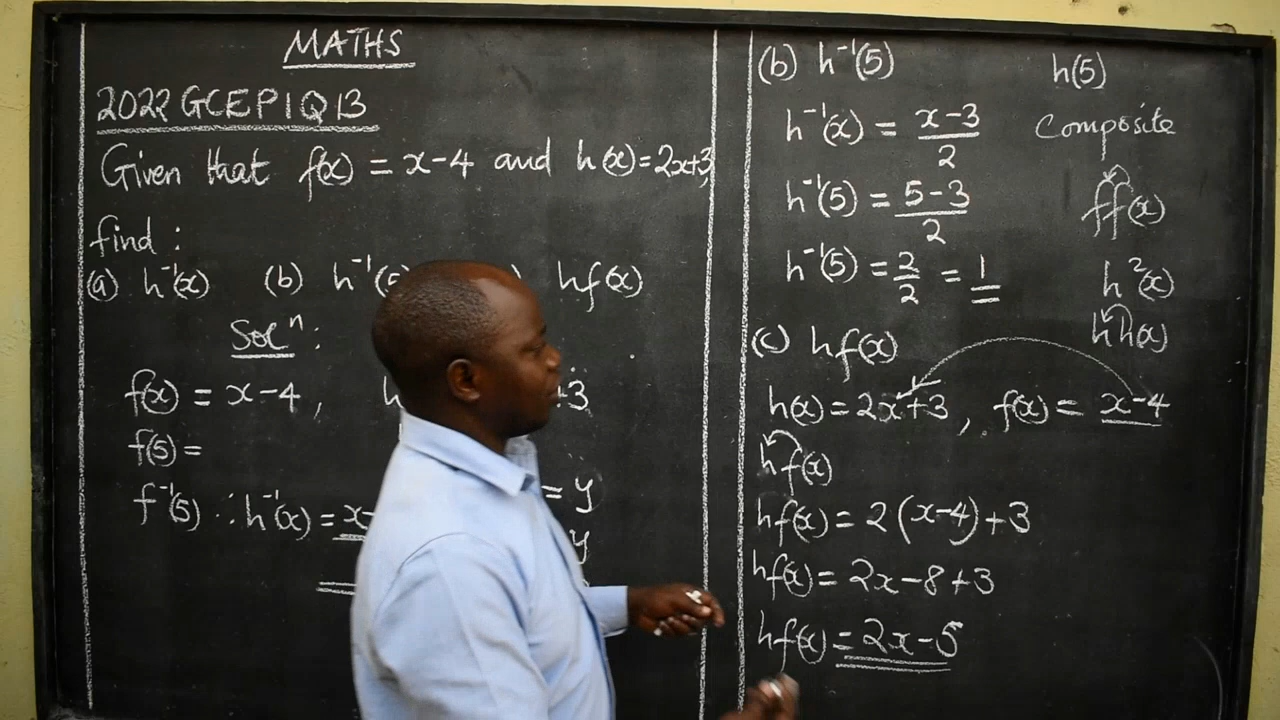 MATHS
2022 GCE P1 Q13
Given that f(x) = x-4 and h(x)=2x+3
find :
(a) h⁻¹(x) (b) h⁻¹(5) hf(x)
Solⁿ:
f(x) = x-4 , h +3
f(5) =
= y
f⁻¹(5) ∴ h⁻¹(x) = x-
y
(b) h⁻¹(5)
h⁻¹(x) = x-3/2
h⁻¹(5) = 5-3/2
h⁻¹(5) = 2/2 = 1
(c) hf(x)
h(x) = 2x+3 , f(x) = x-4
hf(x)
hf(x) = 2(x-4)+3
hf(x) = 2x-8+3
hf(x) = 2x-5
h(5)
Composite
ff(x)
h²(x)
hh(x)